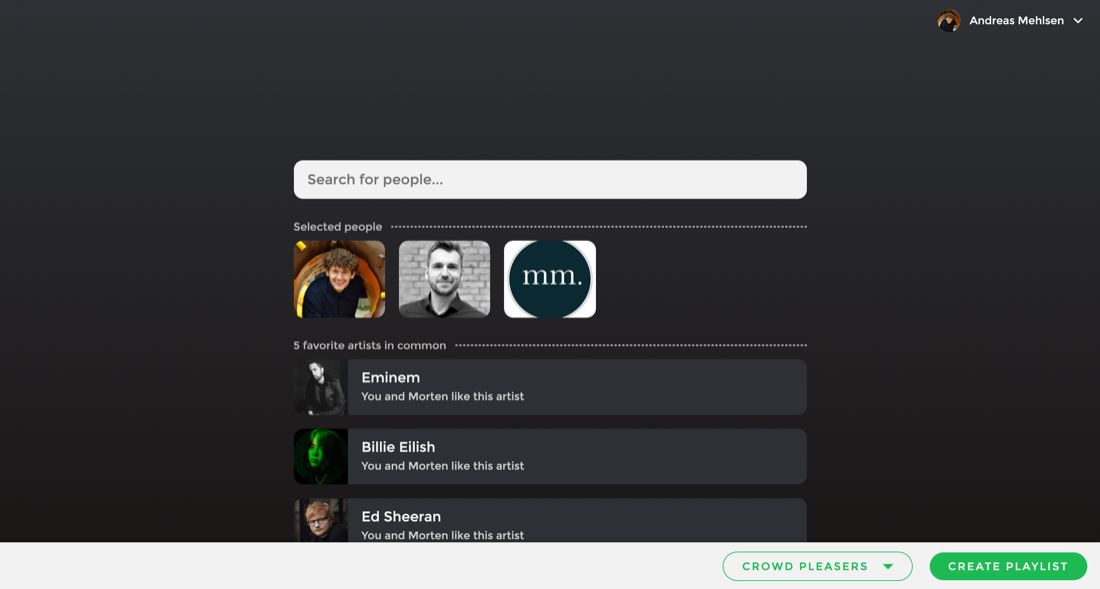 Andreas Mehlsen
Search for people...
Selected people
mm.
5 favorite artists in common
Eminem
You and Morten like this artist
Billie Eilish
You and Morten like this artist
Ed Sheeran
You and Morten like this artist
CROWD PLEASERS
CREATE PLAYLIST